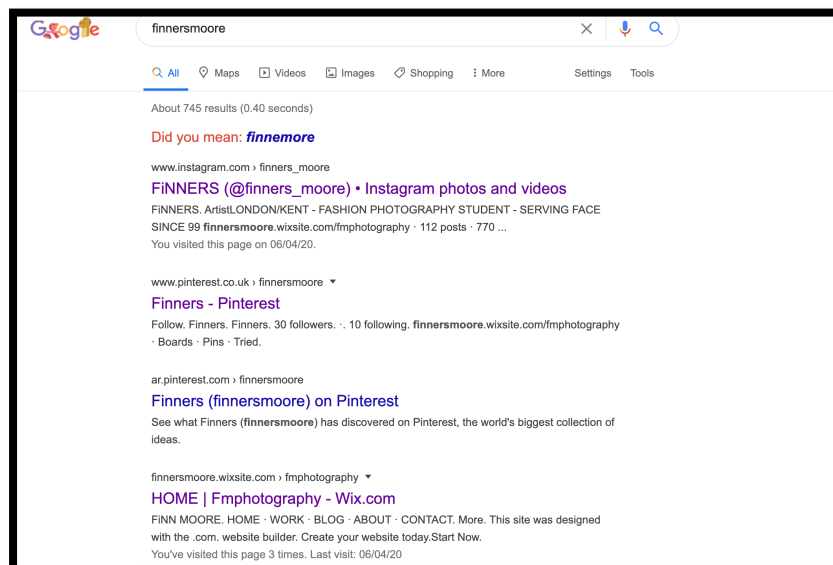 Google
finnersmoore
All Maps Videos Images Shopping More Settings Tools
About 745 results (0.40 seconds)
Did you mean: finnemore
www.instagram.com › finners_moore
FiNNERS (@finners_moore) • Instagram photos and videos
FiNNERS. ArtistLONDON/KENT - FASHION PHOTOGRAPHY STUDENT - SERVING FACE
SINCE 99 finnersmoore.wixsite.com/fmphotography · 112 posts · 770 ...
You visited this page on 06/04/20.
www.pinterest.co.uk › finnersmoore
Finners - Pinterest
Follow. Finners. Finners. 30 followers. ·. 10 following. finnersmoore.wixsite.com/fmphotography
· Boards · Pins · Tried.
ar.pinterest.com › finnersmoore
Finners (finnersmoore) on Pinterest
See what Finners (finnersmoore) has discovered on Pinterest, the world's biggest collection of
ideas.
finnersmoore.wixsite.com › fmphotography
HOME | Fmphotography - Wix.com
FiNN MOORE. HOME · WORK · BLOG · ABOUT · CONTACT. More. This site was designed
with the .com. website builder. Create your website today.Start Now.
You've visited this page 3 times. Last visit: 06/04/20